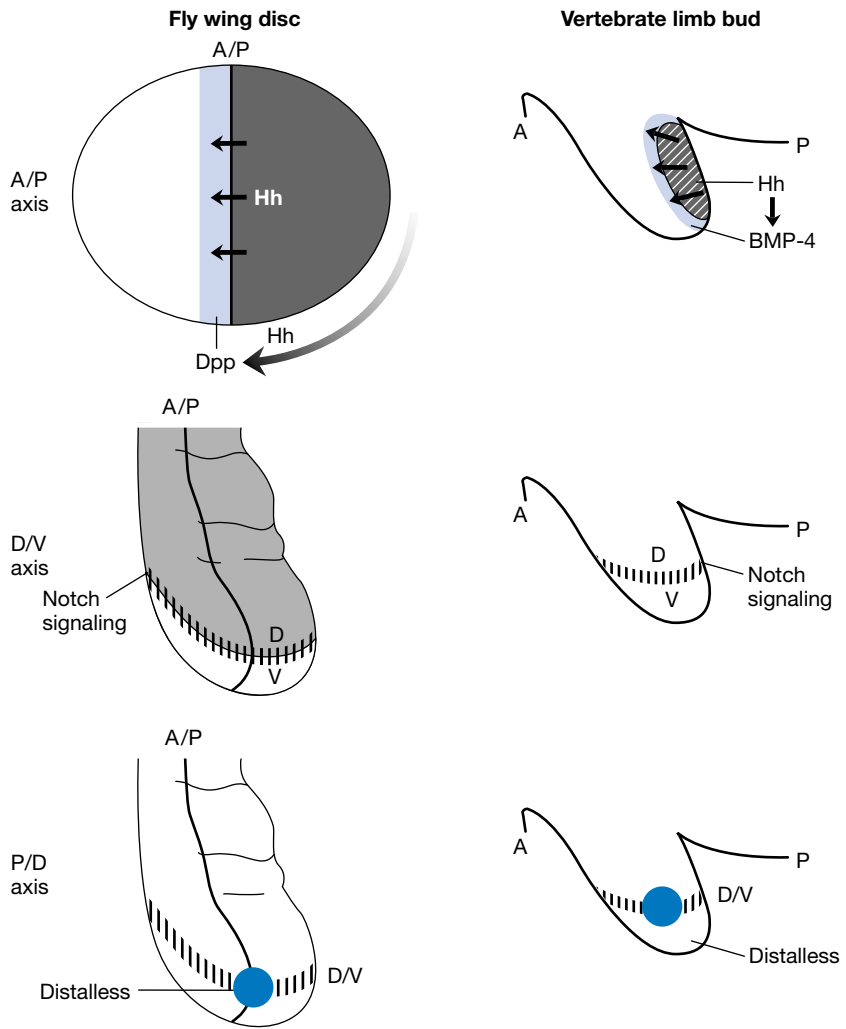 Fly wing disc
Vertebrate limb bud
A/P
A/P
axis
Hh
Hh
Dpp
A
P
Hh
BMP-4
A/P
D/V
axis
Notch
signaling
D
V
A
P
D
V
Notch
signaling
A/P
P/D
axis
D/V
Distalless
A
P
D/V
Distalless